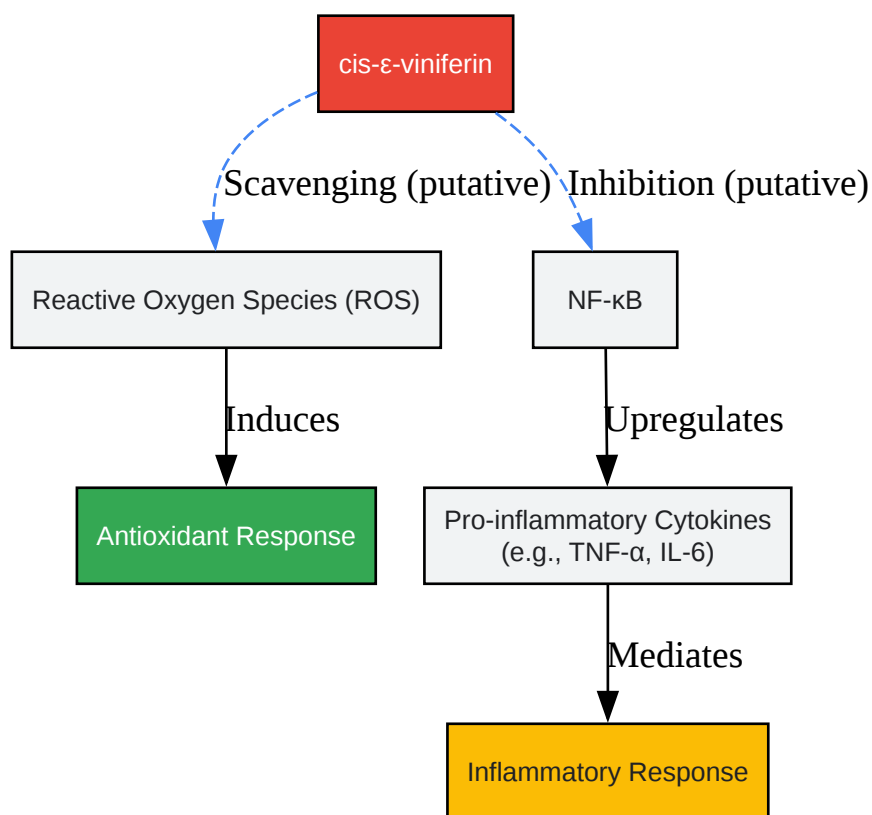 cis-ε-viniferin
Scavenging (putative)
Inhibition (putative)
Reactive Oxygen Species (ROS)
NF-κB
Induces
Upregulates
Antioxidant Response
Pro-inflammatory Cytokines
(e.g., TNF-α, IL-6)
Mediates
Inflammatory Response